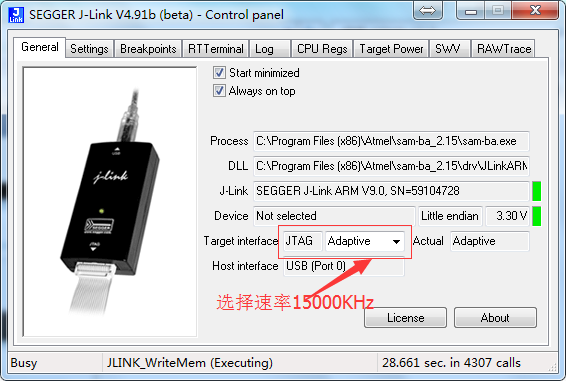 J
Link
SEGGER J-Link V4.91b (beta) - Control panel
General Settings Breakpoints RTTerminal Log CPU Regs Target Power SWV RAWTrace
Start minimized
Always on top
Process C:\Program Files (x86)\Atmel\sam-ba_2.15\sam-ba.exe
DLL C:\Program Files (x86)\Atmel\sam-ba_2.15\drv\JLinkARM
J-Link SEGGER J-Link ARM V9.0, SN=59104728
Device Not selected Little endian 3.30 V
Target interface JTAG Adaptive Actual Adaptive
Host interface USB (Port 0)
选择速率15000KHz
License About
j-link
SEGGER
JTAG
Busy JLINK_WriteMem (Executing) 28.661 sec. in 4307 calls